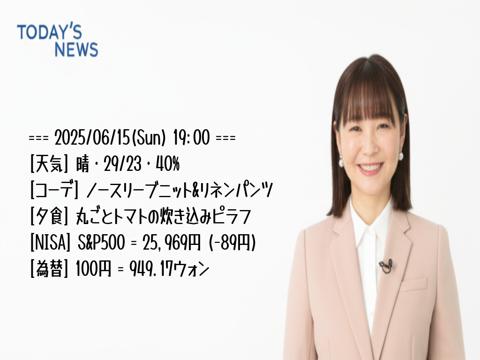 TODAY'S
NEWS
=== 2025/06/15(Sun) 19:00 ===
[天気] 晴・29/23・40%
[コーデ] ノースリーブニット&リネンパンツ
[夕食] 丸ごとトマトの炊き込みピラフ
[NISA] S&P500 = 25,969円 (-89円)
[為替] 100円 = 949.17ウォン